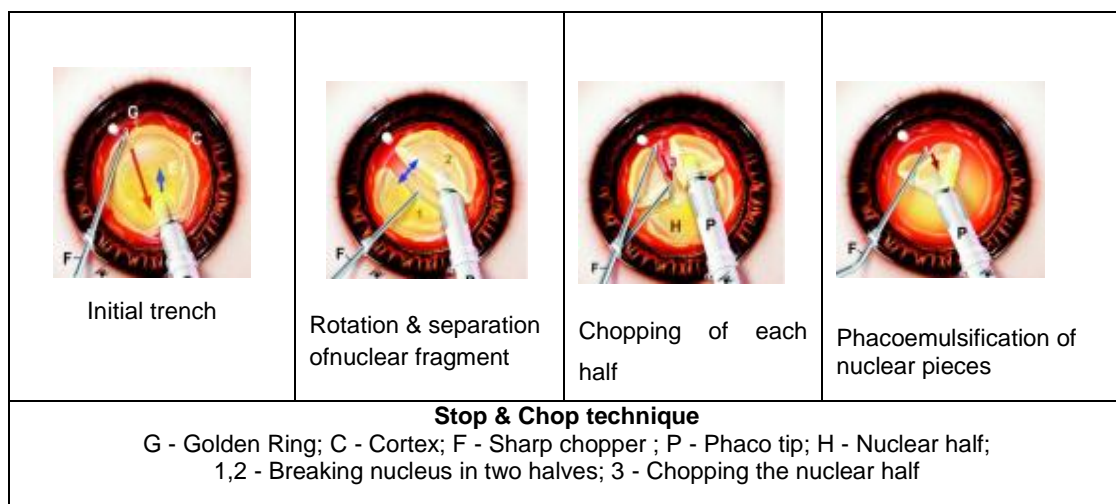 G
C
F
Initial trench
2
1
F
P
Rotation & separation
ofnuclear fragment
3
H
P
F
Chopping of each
half
P
Phacoemulsification of
nuclear pieces
Stop & Chop technique
G - Golden Ring; C - Cortex; F - Sharp chopper ; P - Phaco tip; H - Nuclear half;
1,2 - Breaking nucleus in two halves; 3 - Chopping the nuclear half